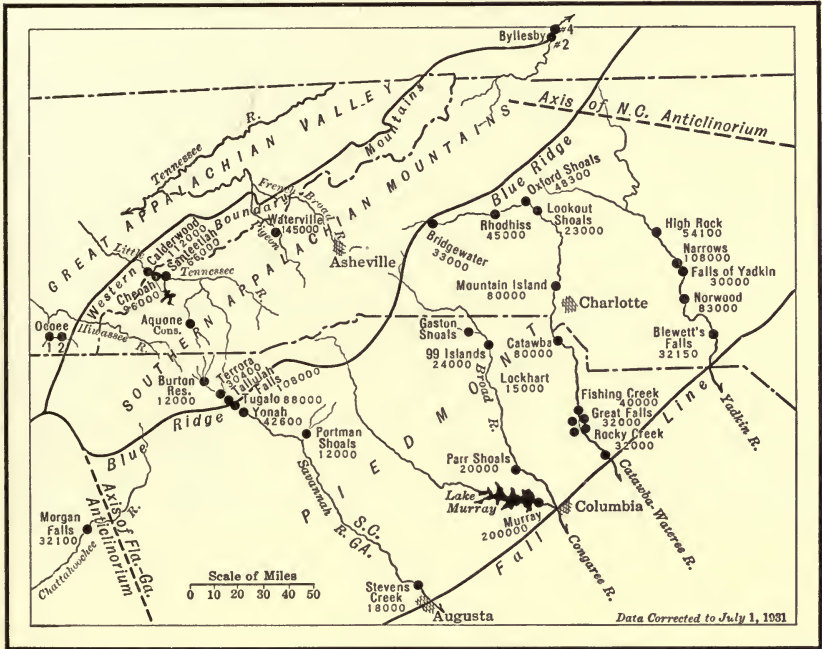 Byllesby
#4
#2
GREAT APPALACHIAN VALLEY
Tennessee R.
Mountains
Axis of N.C. Anticlinorium
Western Boundary
SOUTHERN APPALACHIAN MOUNTAINS
French Broad R.
Pigeon
Waterville
145000
Asheville
Little Tennessee R.
Calderwood
Santeetlah
66000
Cheoah
96000
Aquone
Cons.
Ocoee
1 2
Hiwassee R.
Blue Ridge
Oxford Shoals
48300
Rhodhiss
45000
Lookout
Shoals
23000
Bridgewater
33000
High Rock
54100
Narrows
108000
Falls of Yadkin
30000
Norwood
83000
Blewett's
Falls
32150
Yadkin R.
Mountain Island
80000
Charlotte
Catawba
80000
Gaston
Shoals
99 Islands
24000
Broad R.
Lockhart
15000
Fishing Creek
40000
Great Falls
32000
Rocky Creek
32000
Catawba-Wateree R.
PIEDMONT
Burton
Res.
12000
Terrora
Tallulah
Falls 108000
Tugalo 88000
Yonah
42600
Blue Ridge
Portman
Shoals
12000
Savannah R.
S.C.
GA.
Parr Shoals
20000
Lake
Murray
Murray
200000
Columbia
Congaree R.
Fall Line
Morgan
Falls
32100
Chattahoochee R.
Axis of Fla.-Ga.
Anticlinorium
Scale of Miles
0 10 20 30 40 50
Stevens
Creek
18000
Augusta
Data Corrected to July 1, 1931